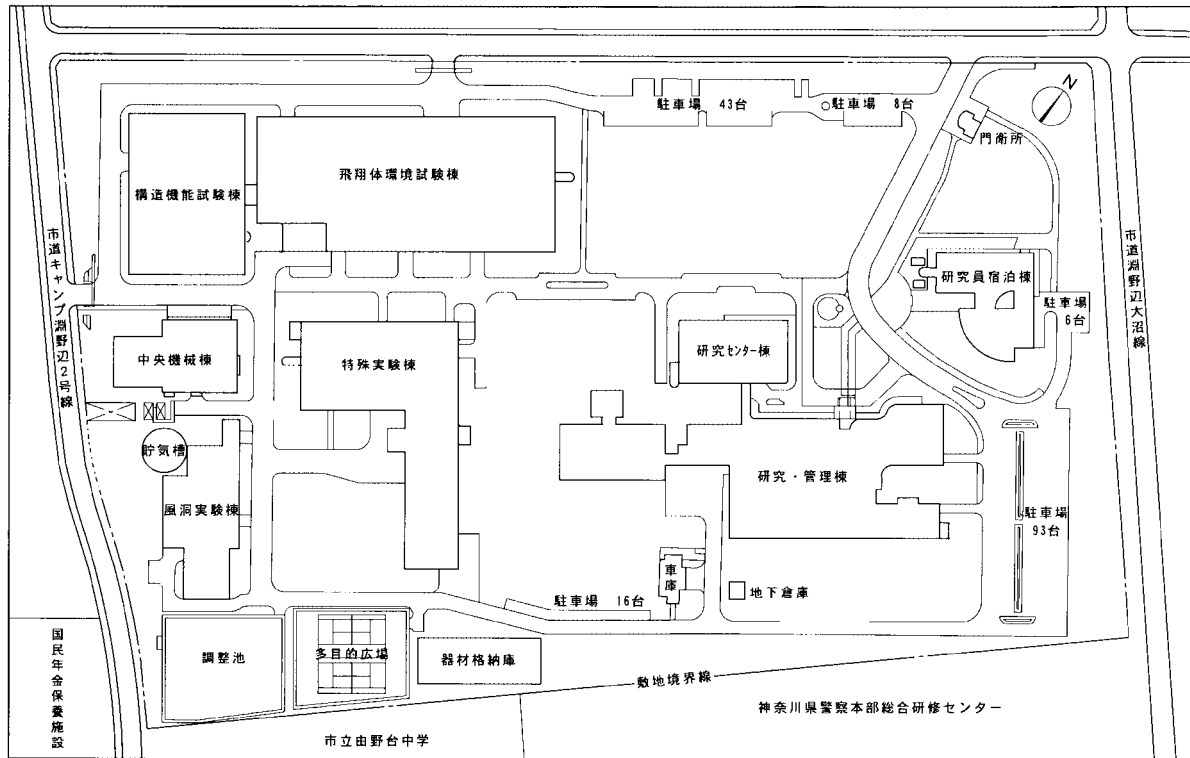 駐車場 43台
駐車場 8台
N
門衛所
飛翔体環境試験棟
構造機能試験棟
市道キャンプ淵野辺2号線
市道淵野辺大沼線
研究員宿泊棟
駐車場
6台
中央機械棟
特殊実験棟
研究センター棟
貯気槽
研究・管理棟
風洞実験棟
駐車場
93台
車庫
地下倉庫
駐車場 16台
調整池
多目的広場
器材格納庫
敷地境界線
国民年金保養施設
神奈川県警察本部総合研修センター
市立由野台中学